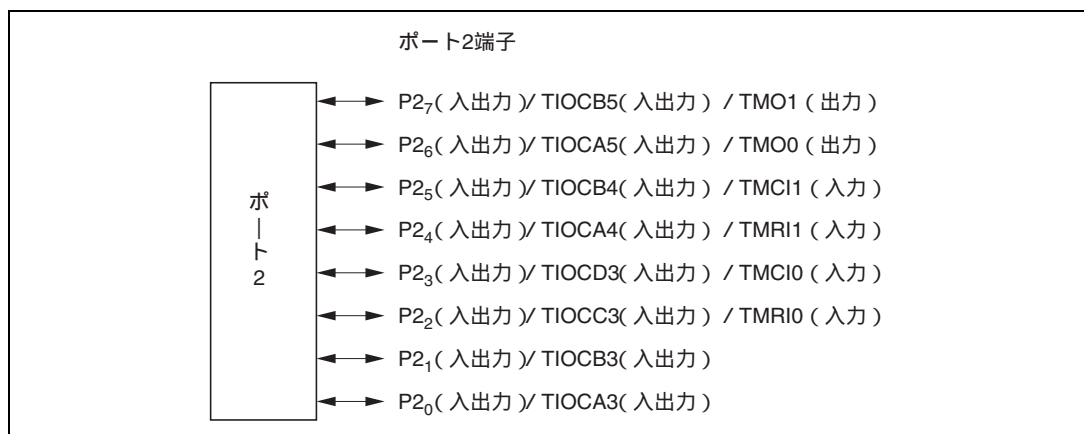 ポート2端子
ポート2
P2₇(入出力)/ TIOCB5(入出力) / TMO1(出力)
P2₆(入出力)/ TIOCA5(入出力) / TMO0(出力)
P2₅(入出力)/ TIOCB4(入出力) / TMCI1(入力)
P2₄(入出力)/ TIOCA4(入出力) / TMRI1(入力)
P2₃(入出力)/ TIOCD3(入出力) / TMCI0(入力)
P2₂(入出力)/ TIOCC3(入出力) / TMRI0(入力)
P2₁(入出力)/ TIOCB3(入出力)
P2₀(入出力)/ TIOCA3(入出力)